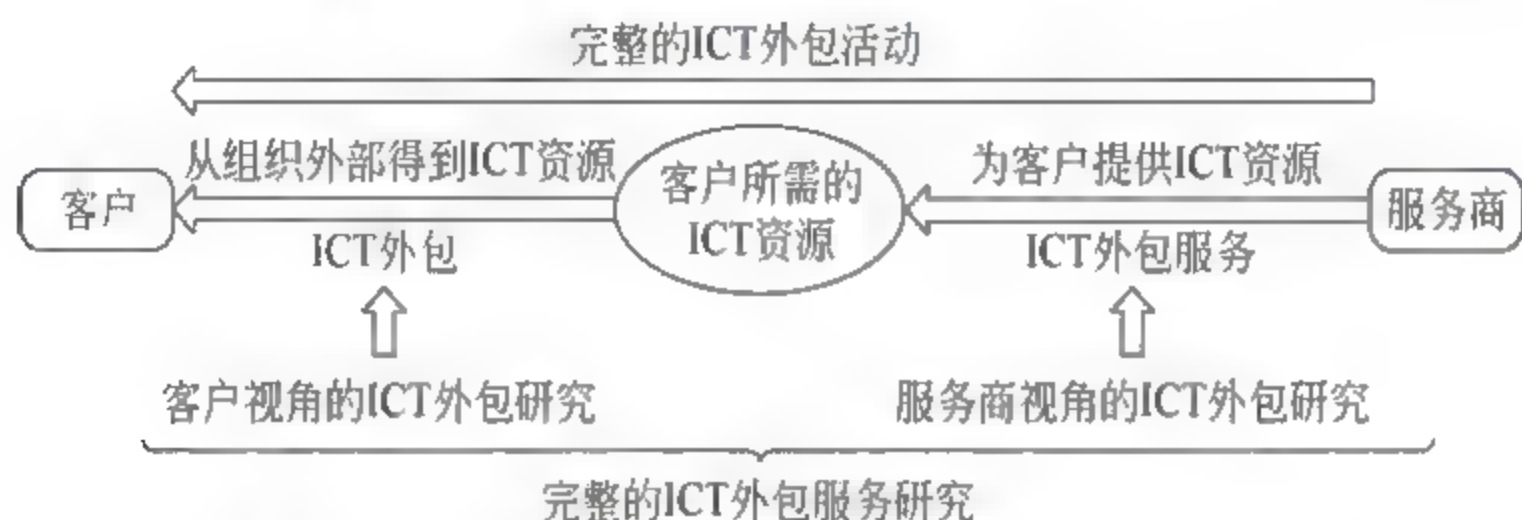 完整的ICT外包活动
从组织外部得到ICT资源
为客户提供ICT资源
客户
客户所需的
ICT资源
服务商
ICT外包
ICT外包服务
客户视角的ICT外包研究
服务商视角的ICT外包研究
完整的ICT外包服务研究